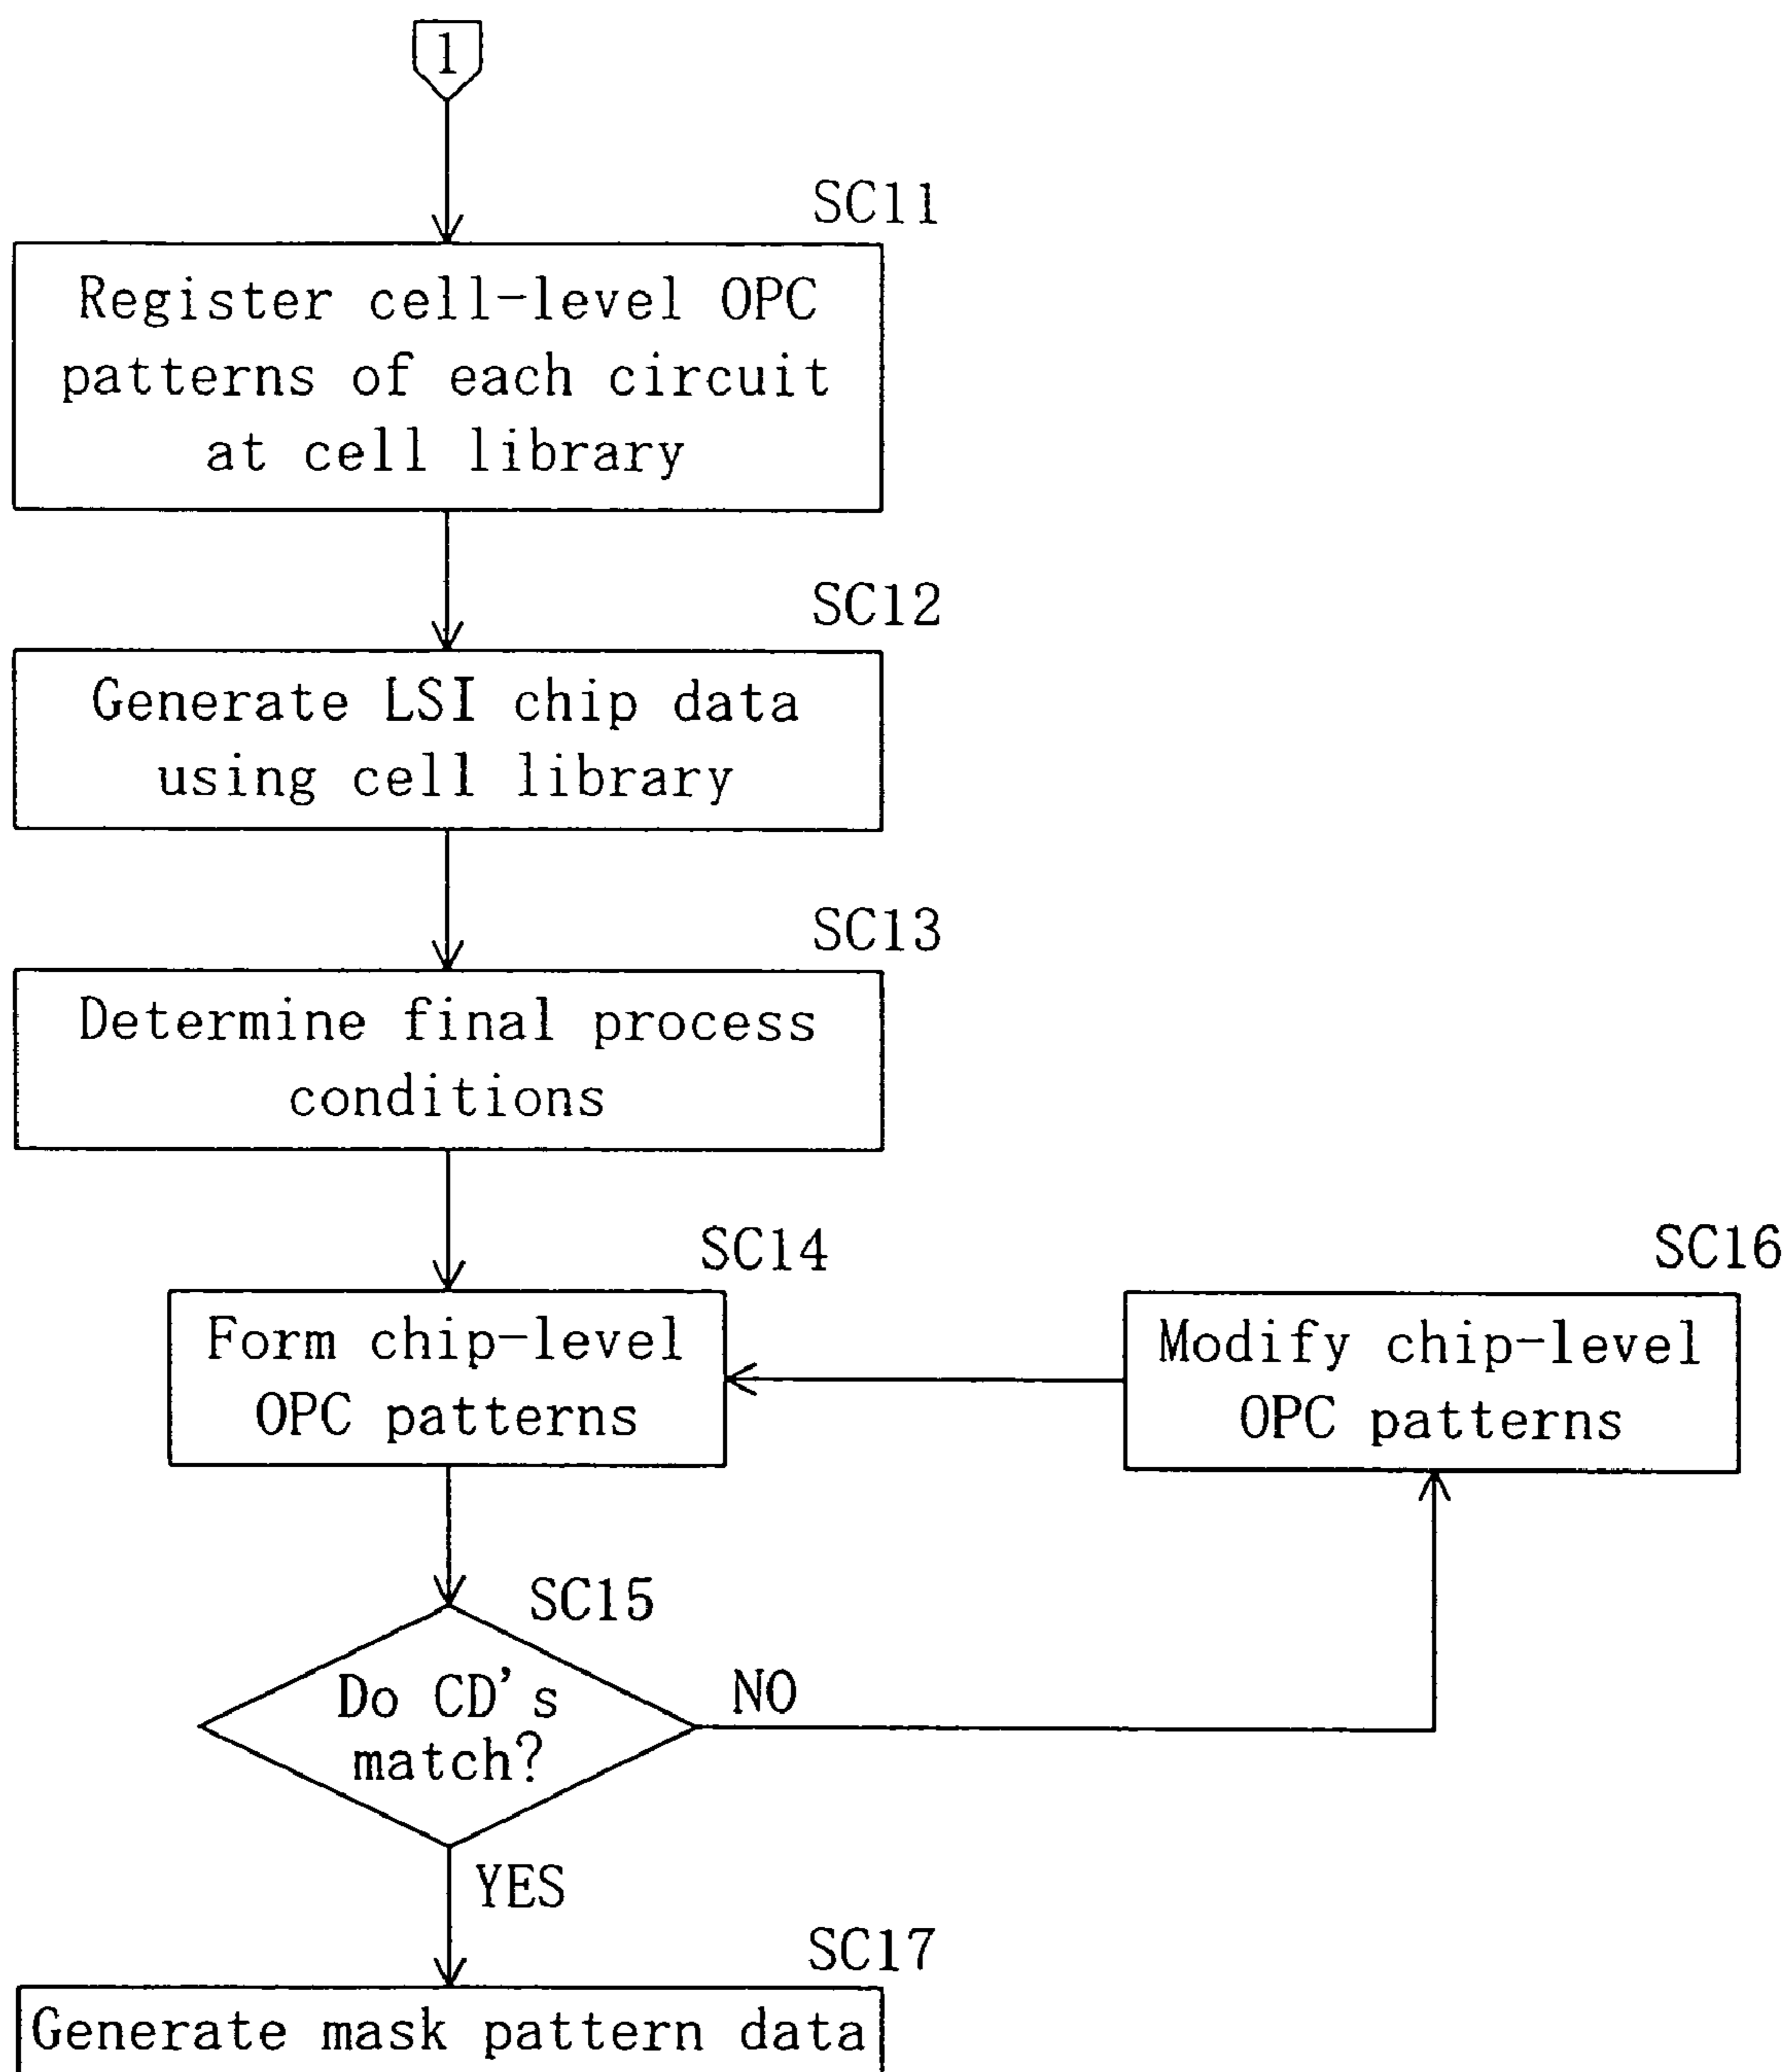 1
SC11
Register cell-level OPC
patterns of each circuit
at cell library
SC12
Generate LSI chip data
using cell library
SC13
Determine final process
conditions
SC14
Form chip-level
OPC patterns
SC16
Modify chip-level
OPC patterns
SC15
Do CD's
match?
NO
YES
SC17
Generate mask pattern data